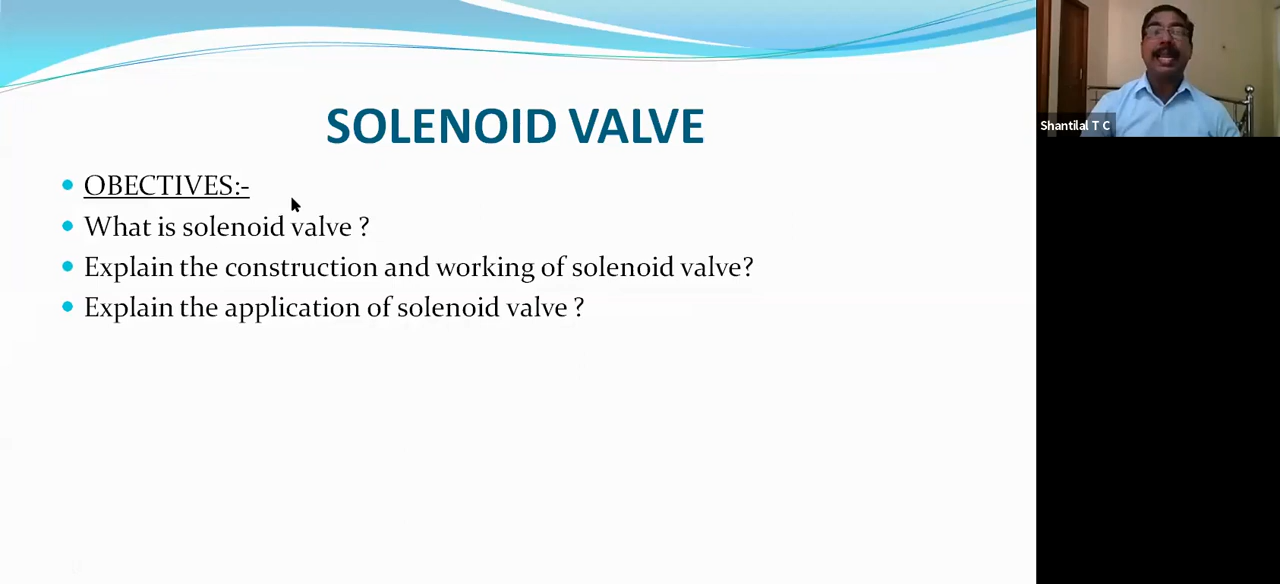 SOLENOID VALVE
OBECTIVES:-
What is solenoid valve ?
Explain the construction and working of solenoid valve?
Explain the application of solenoid valve ?
Shantilal T C